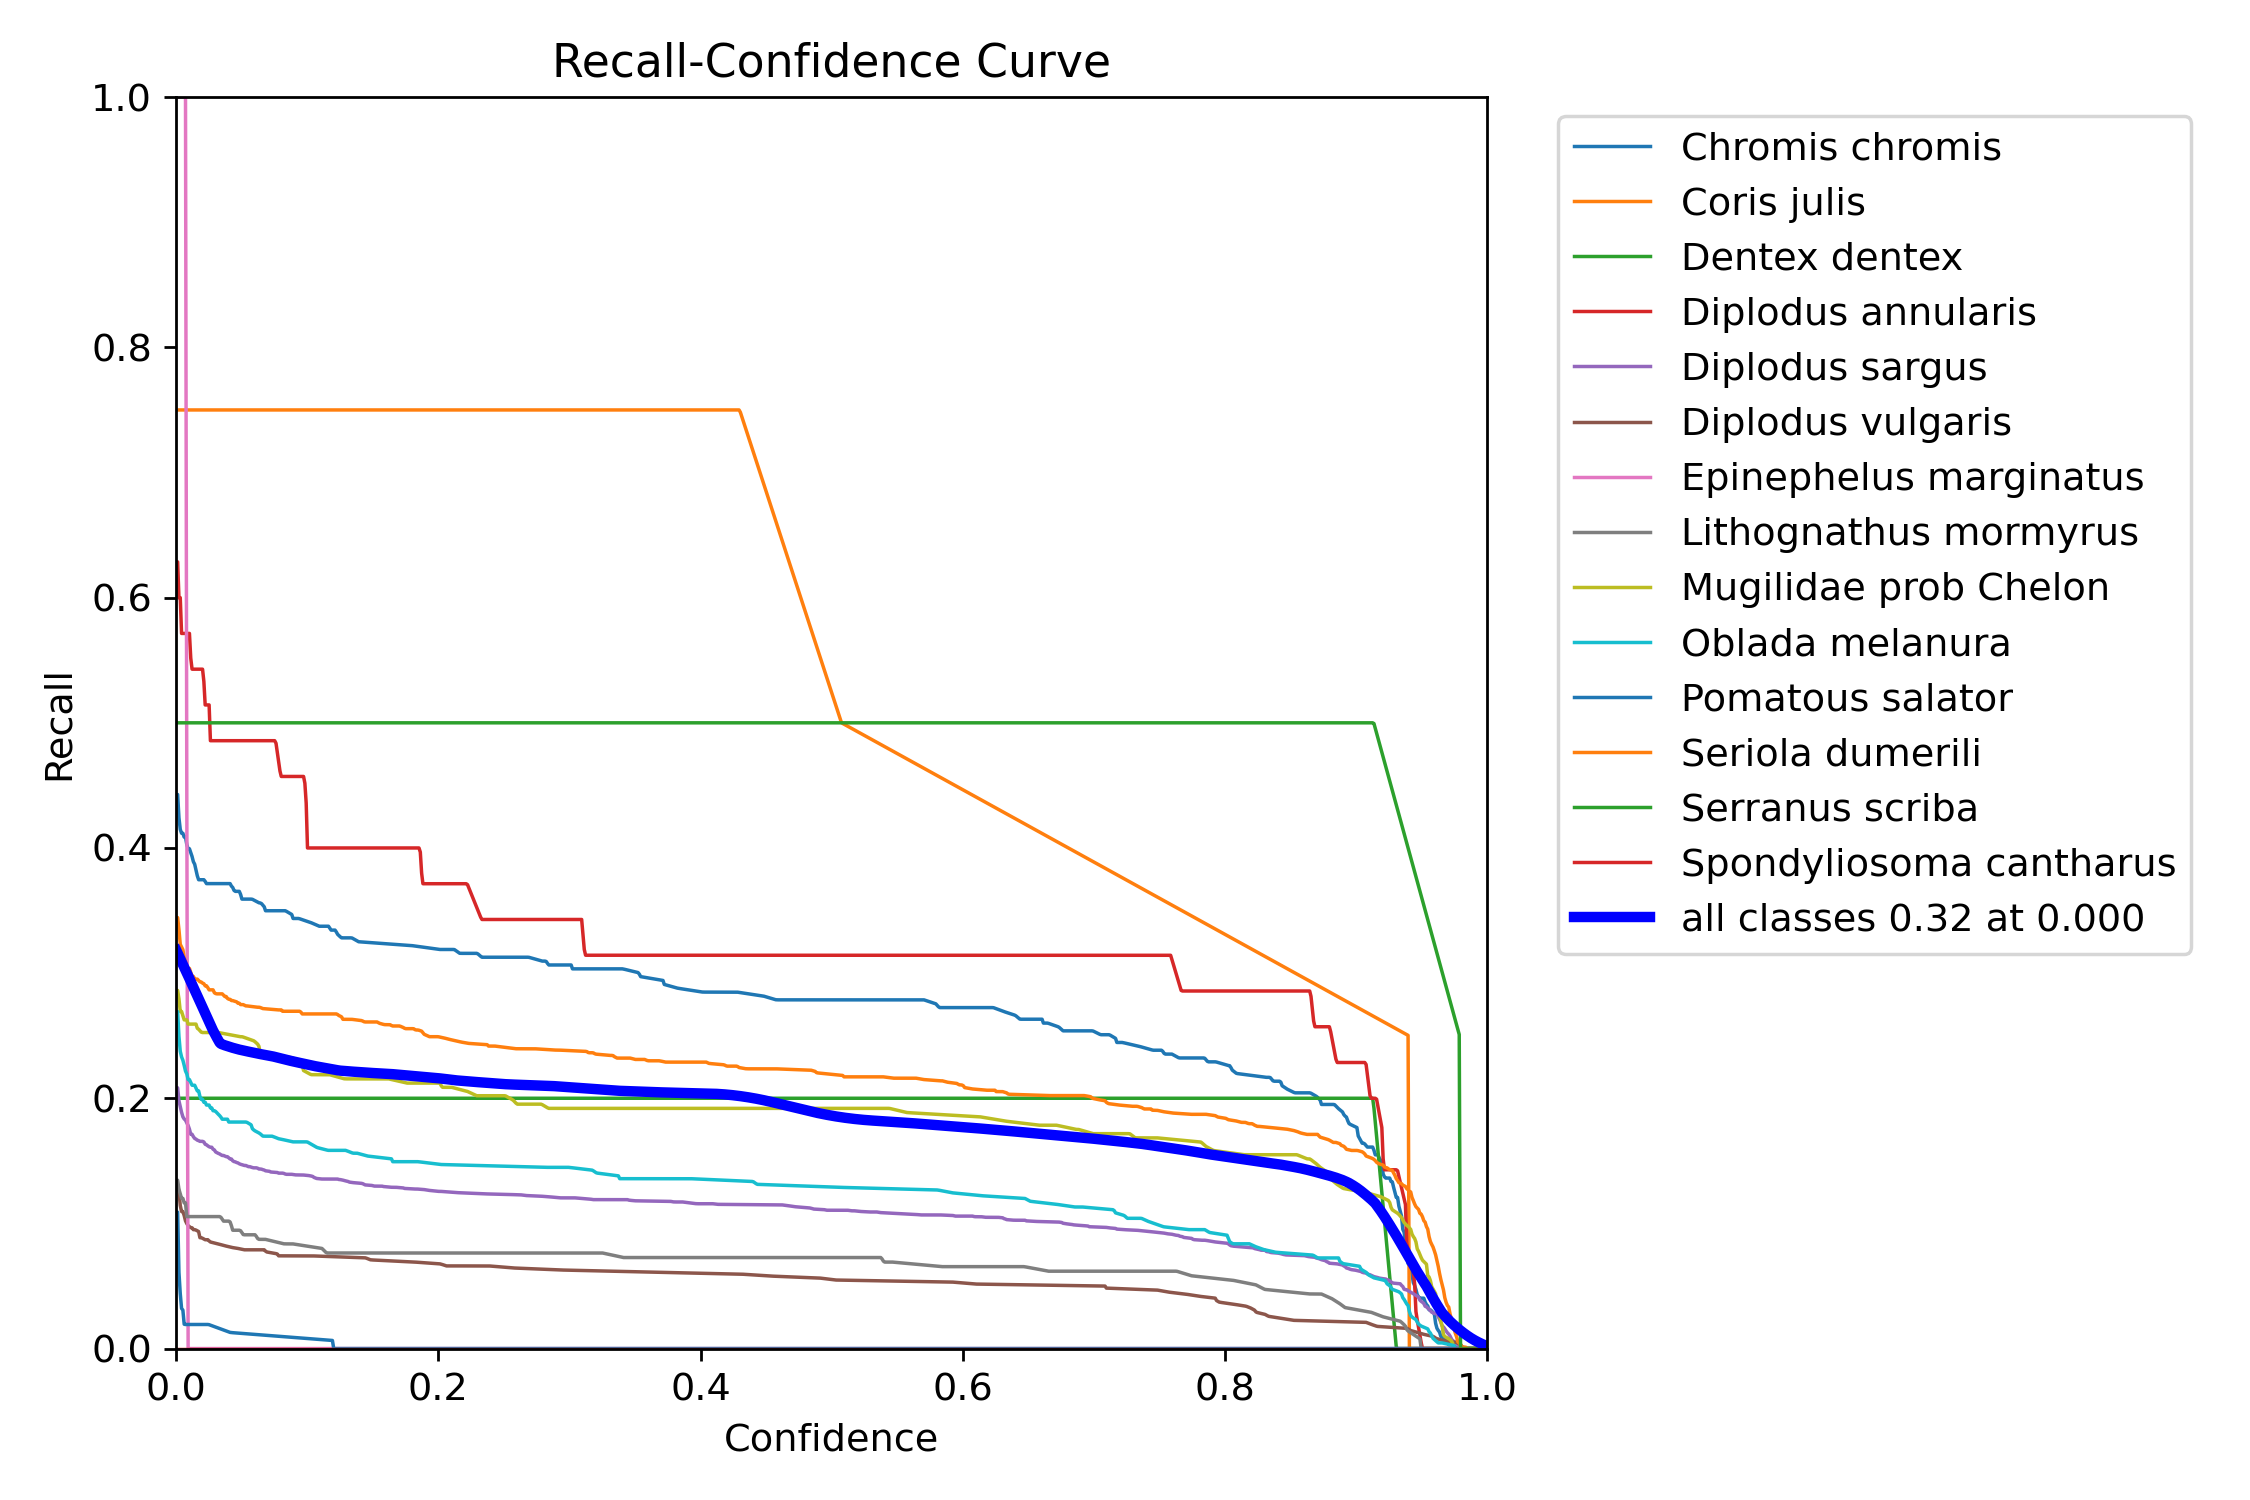 Recall-Confidence Curve
1.0
0.8
0.6
0.4
0.2
0.0
Recall
0.0 0.2 0.4 0.6 0.8 1.0
Confidence
Chromis chromis
Coris julis
Dentex dentex
Diplodus annularis
Diplodus sargus
Diplodus vulgaris
Epinephelus marginatus
Lithognathus mormyrus
Mugilidae prob Chelon
Oblada melanura
Pomatous salator
Seriola dumerili
Serranus scriba
Spondyliosoma cantharus
all classes 0.32 at 0.000